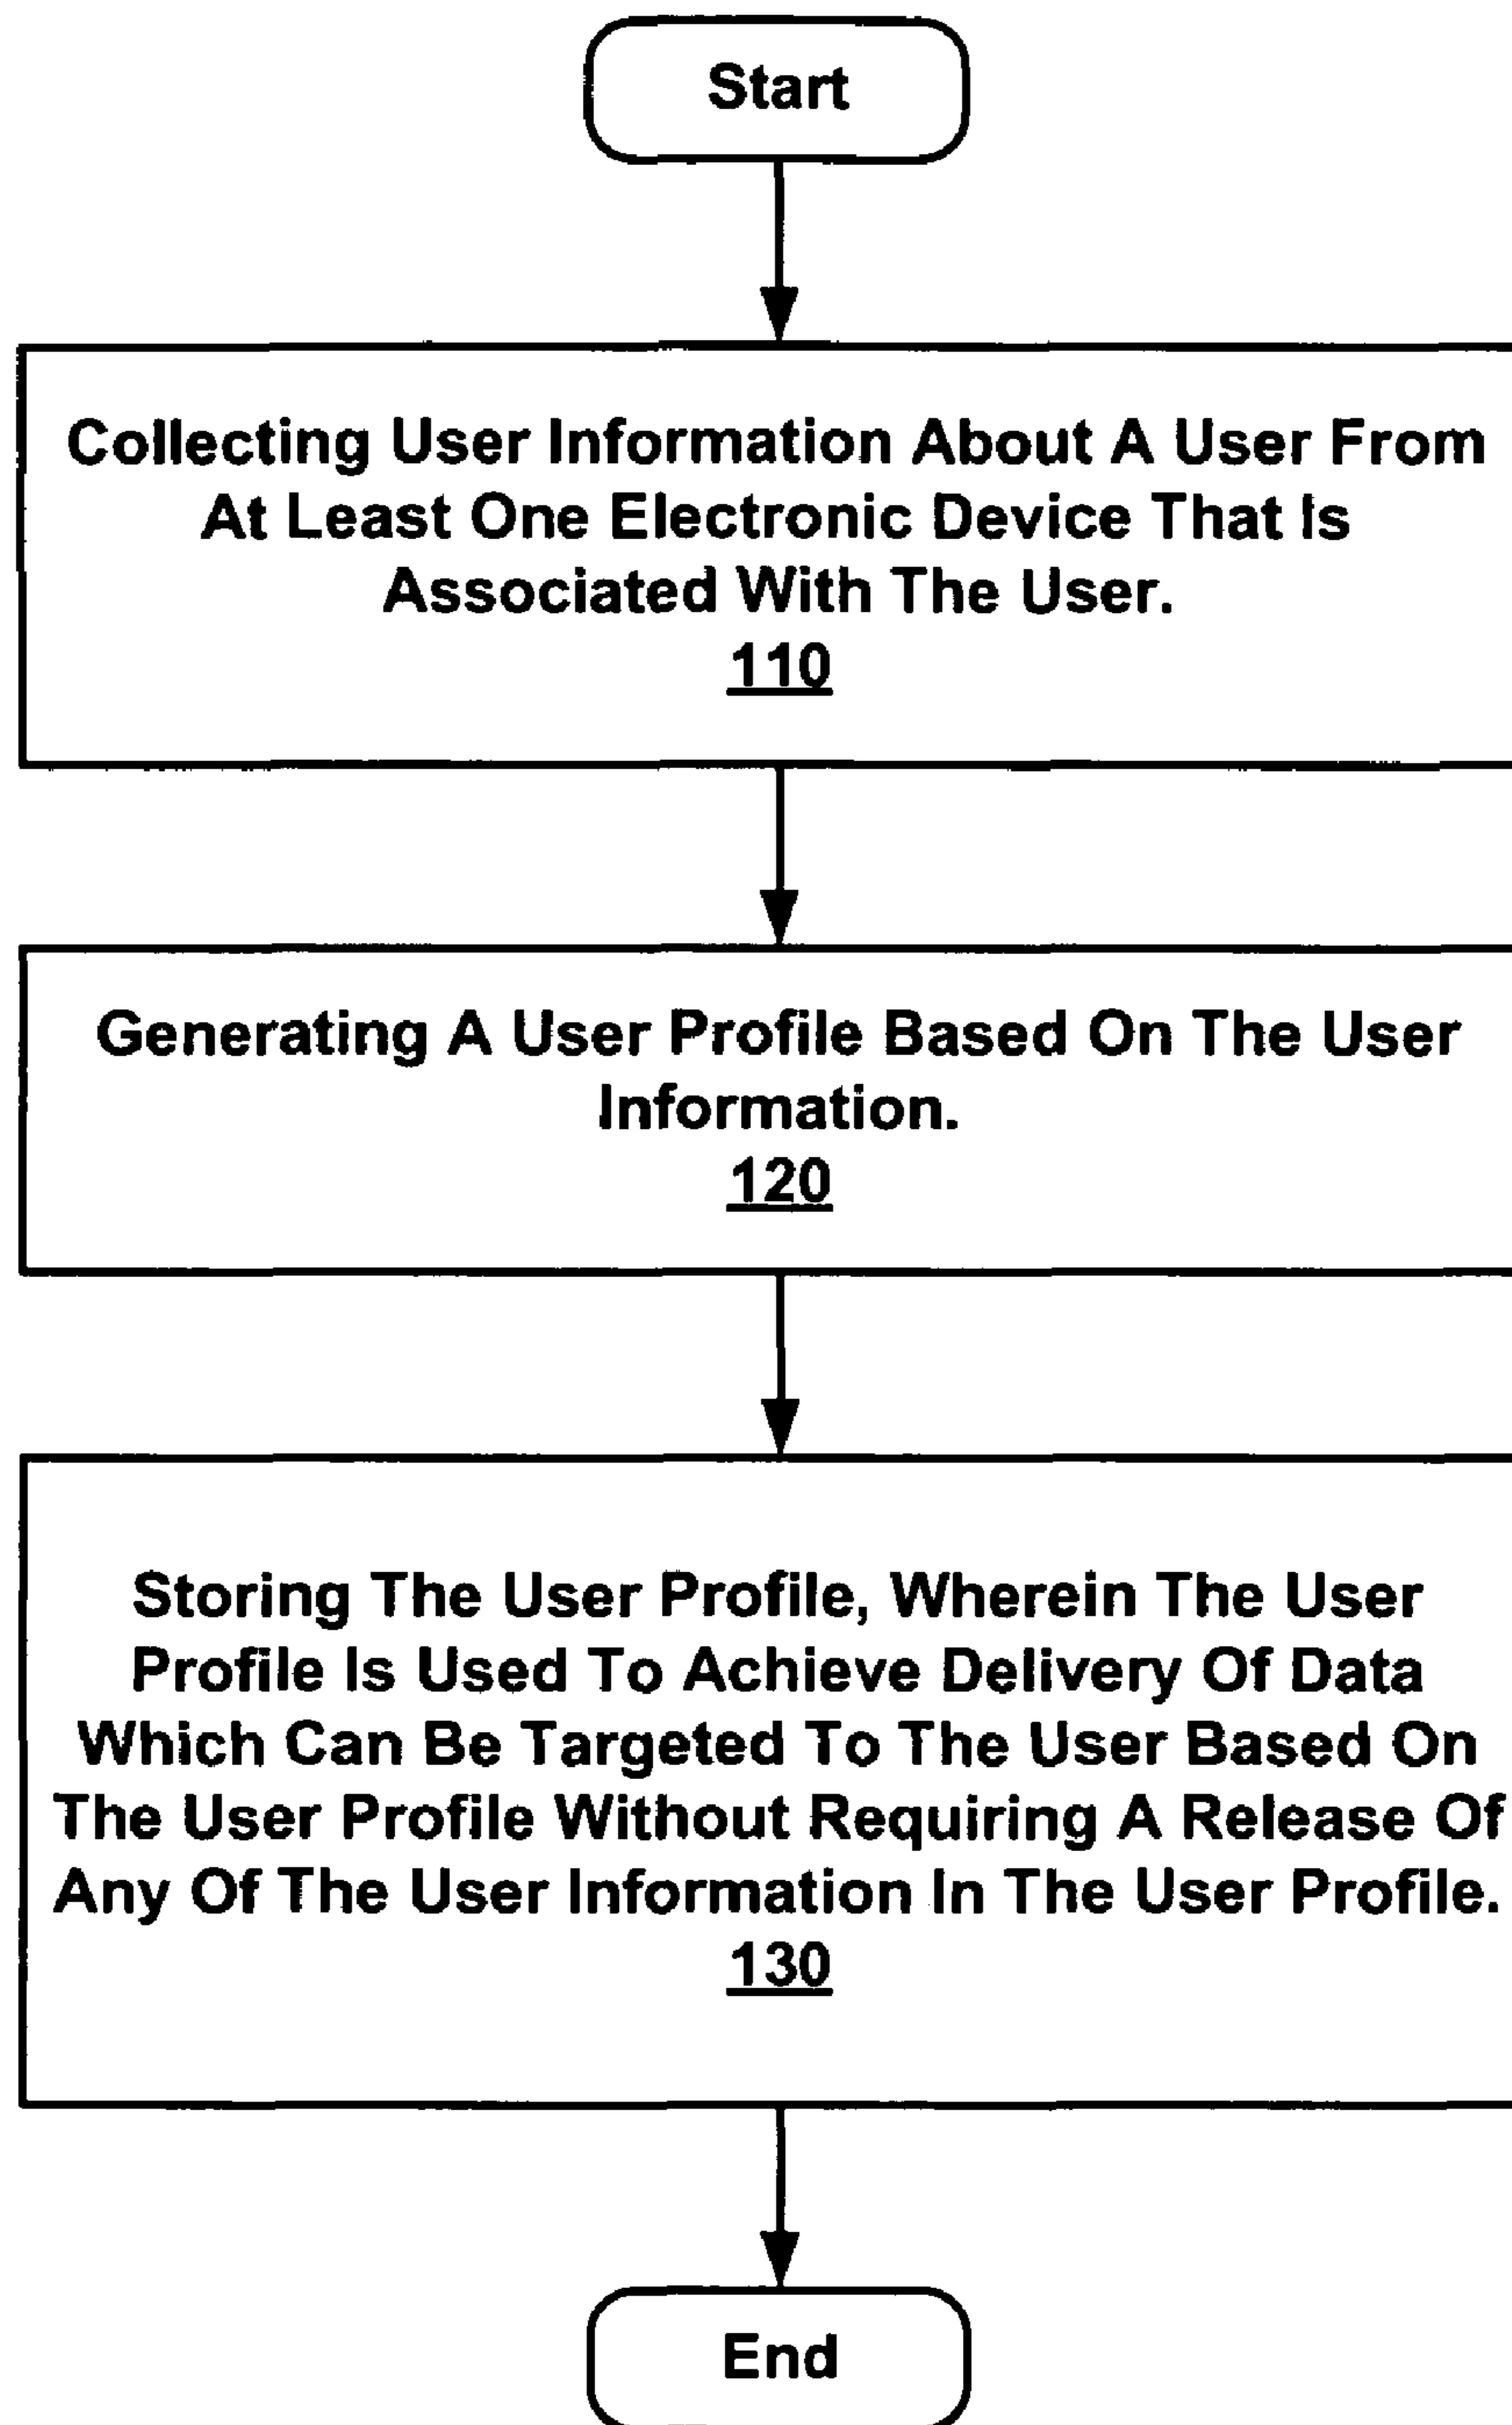 Start
Collecting User Information About A User From
At Least One Electronic Device That Is
Associated With The User.
110
Generating A User Profile Based On The User
Information.
120
Storing The User Profile, Wherein The User
Profile Is Used To Achieve Delivery Of Data
Which Can Be Targeted To The User Based On
The User Profile Without Requiring A Release Of
Any Of The User Information In The User Profile.
130
End